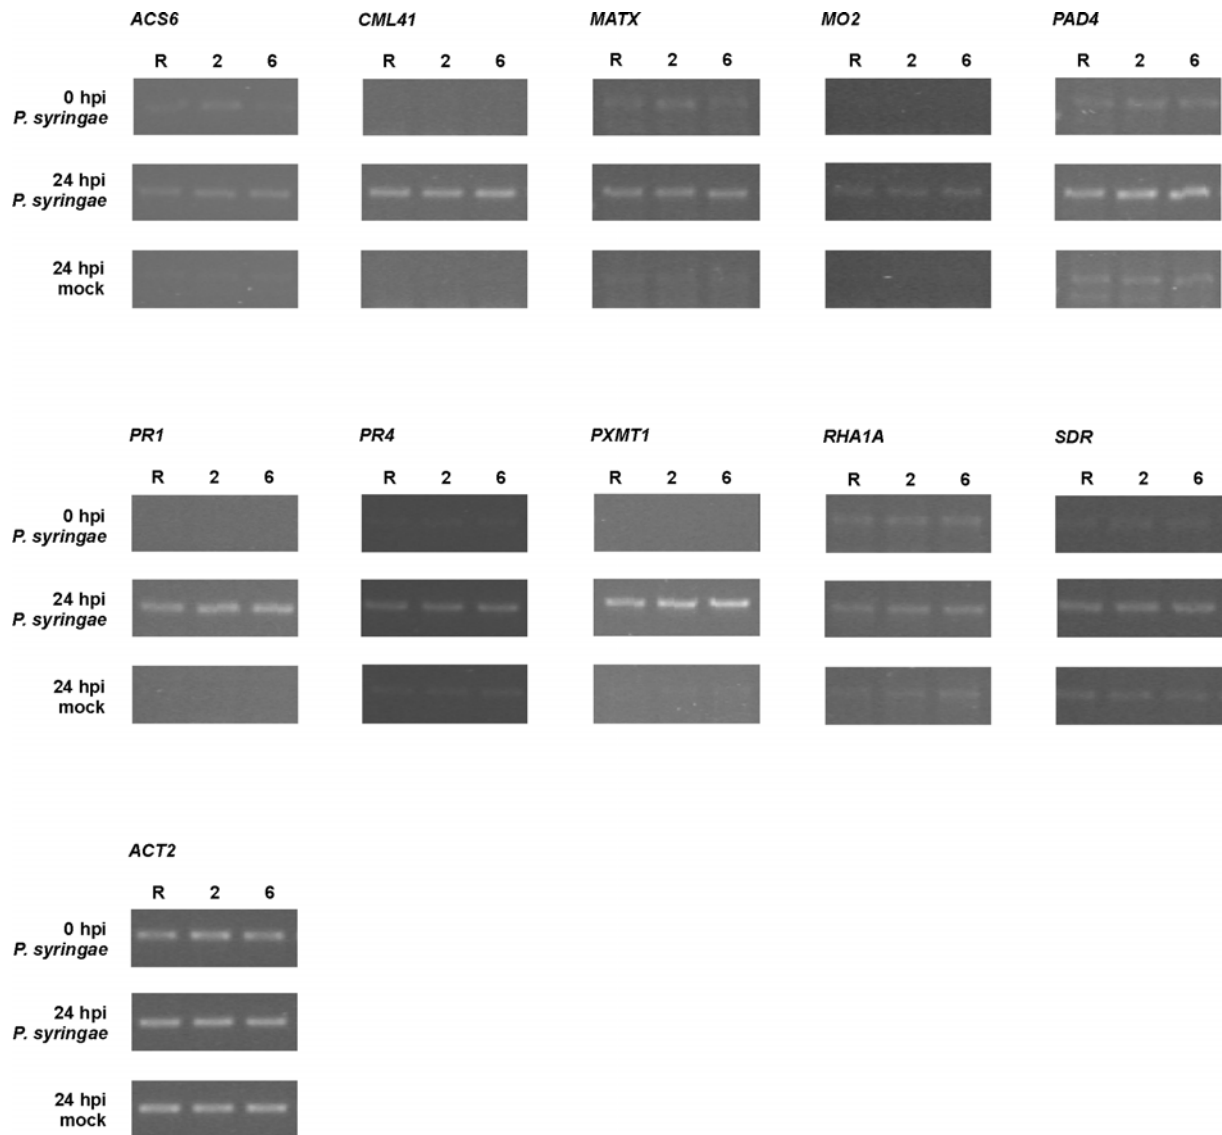 ACS6 CML41 MATX MO2 PAD4
R 2 6 R 2 6 R 2 6 R 2 6 R 2 6
0 hpi
P. syringae
24 hpi
P. syringae
24 hpi
mock
PR1 PR4 PXMT1 RHA1A SDR
R 2 6 R 2 6 R 2 6 R 2 6 R 2 6
0 hpi
P. syringae
24 hpi
P. syringae
24 hpi
mock
ACT2
R 2 6
0 hpi
P. syringae
24 hpi
P. syringae
24 hpi
mock